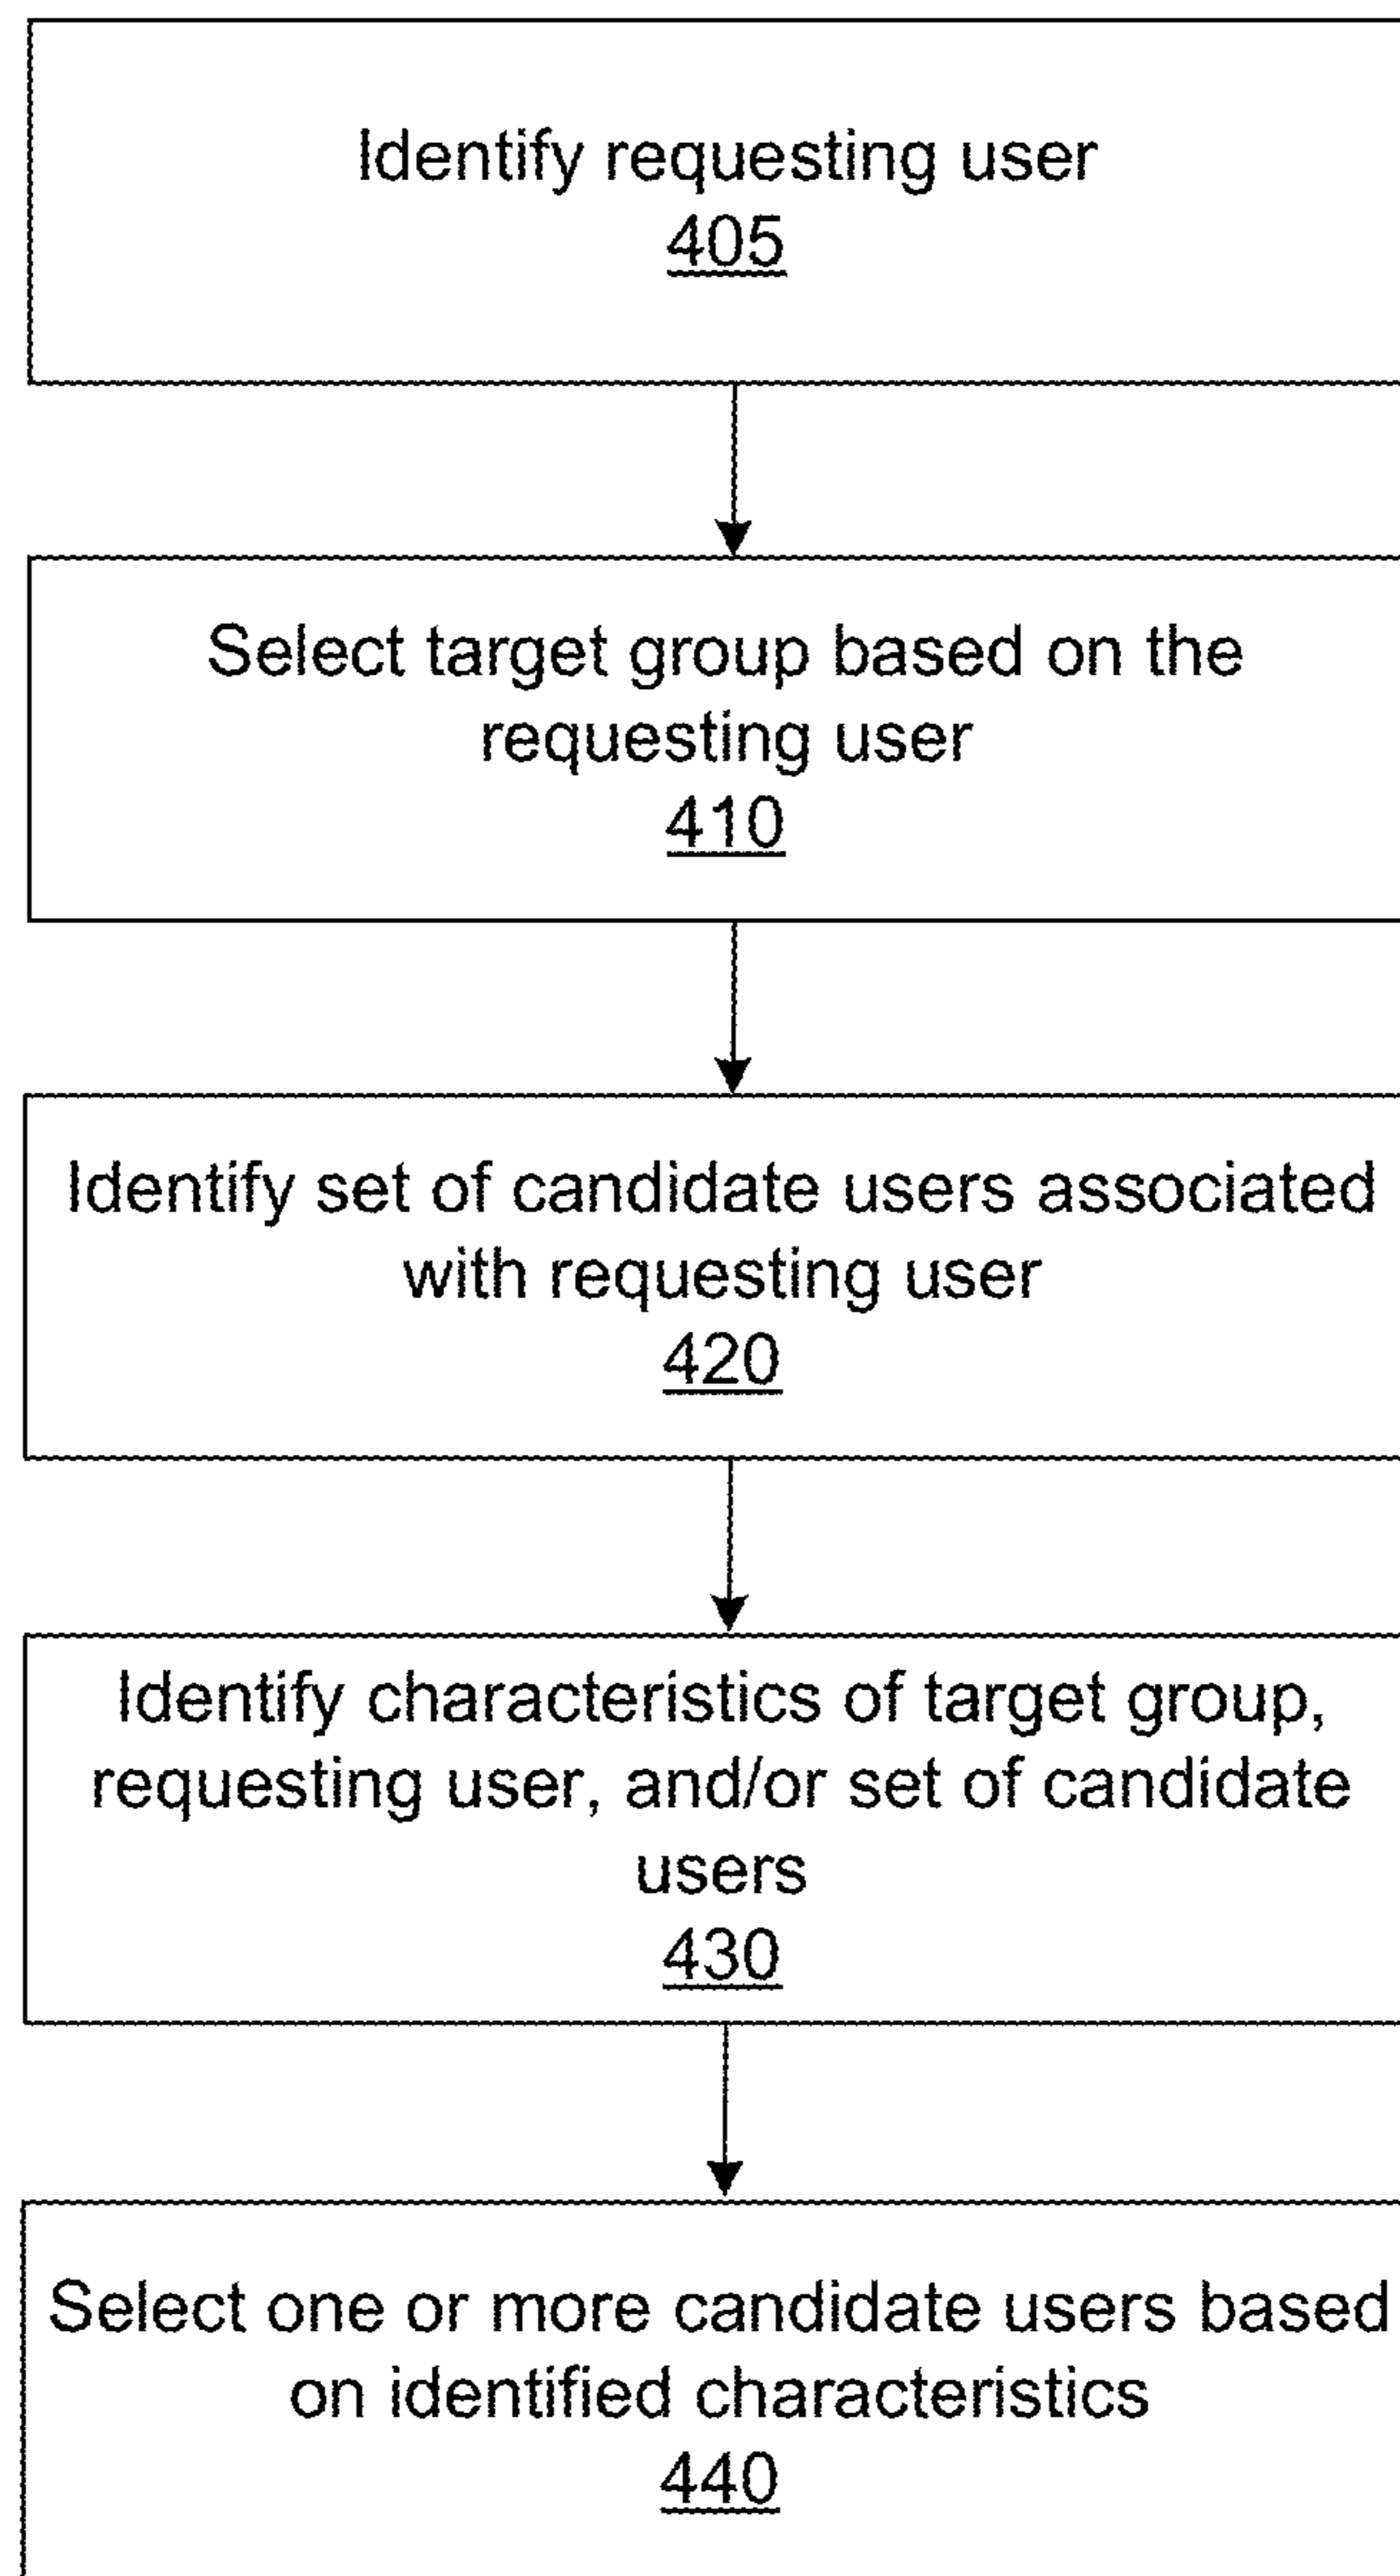 Identify requesting user
405
Select target group based on the
requesting user
410
Identify set of candidate users associated
with requesting user
420
Identify characteristics of target group,
requesting user, and/or set of candidate
users
430
Select one or more candidate users based
on identified characteristics
440